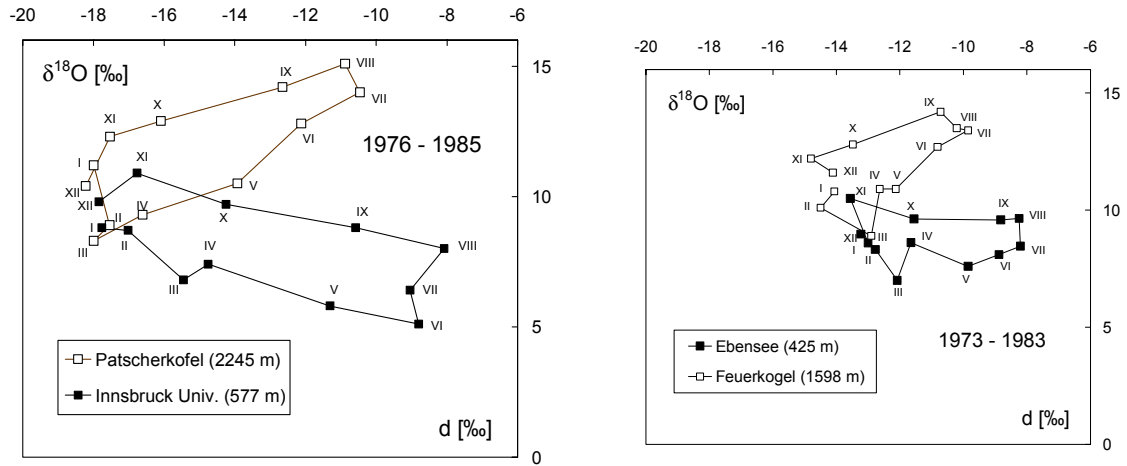 -20 -18 -16 -14 -12 -10 -8 -6
δ18O [‰]
15
10
5
0
1976 - 1985
VIII
IX
VII
X
XI
VI
I
XI
XII
V
XII
IV
X
I
II
IX
III
II
IV
VIII
III
VII
V
VI
Patscherkofel (2245 m)
Innsbruck Univ. (577 m)
d [‰]
-20 -18 -16 -14 -12 -10 -8 -6
δ18O [‰]
15
10
5
0
IX
VIII
VII
X
VI
XI
XII
I
IV
V
II
XI
X
IX
VIII
XII
III
IV
I
II
VII
VI
V
III
1973 - 1983
Ebensee (425 m)
Feuerkogel (1598 m)
d [‰]